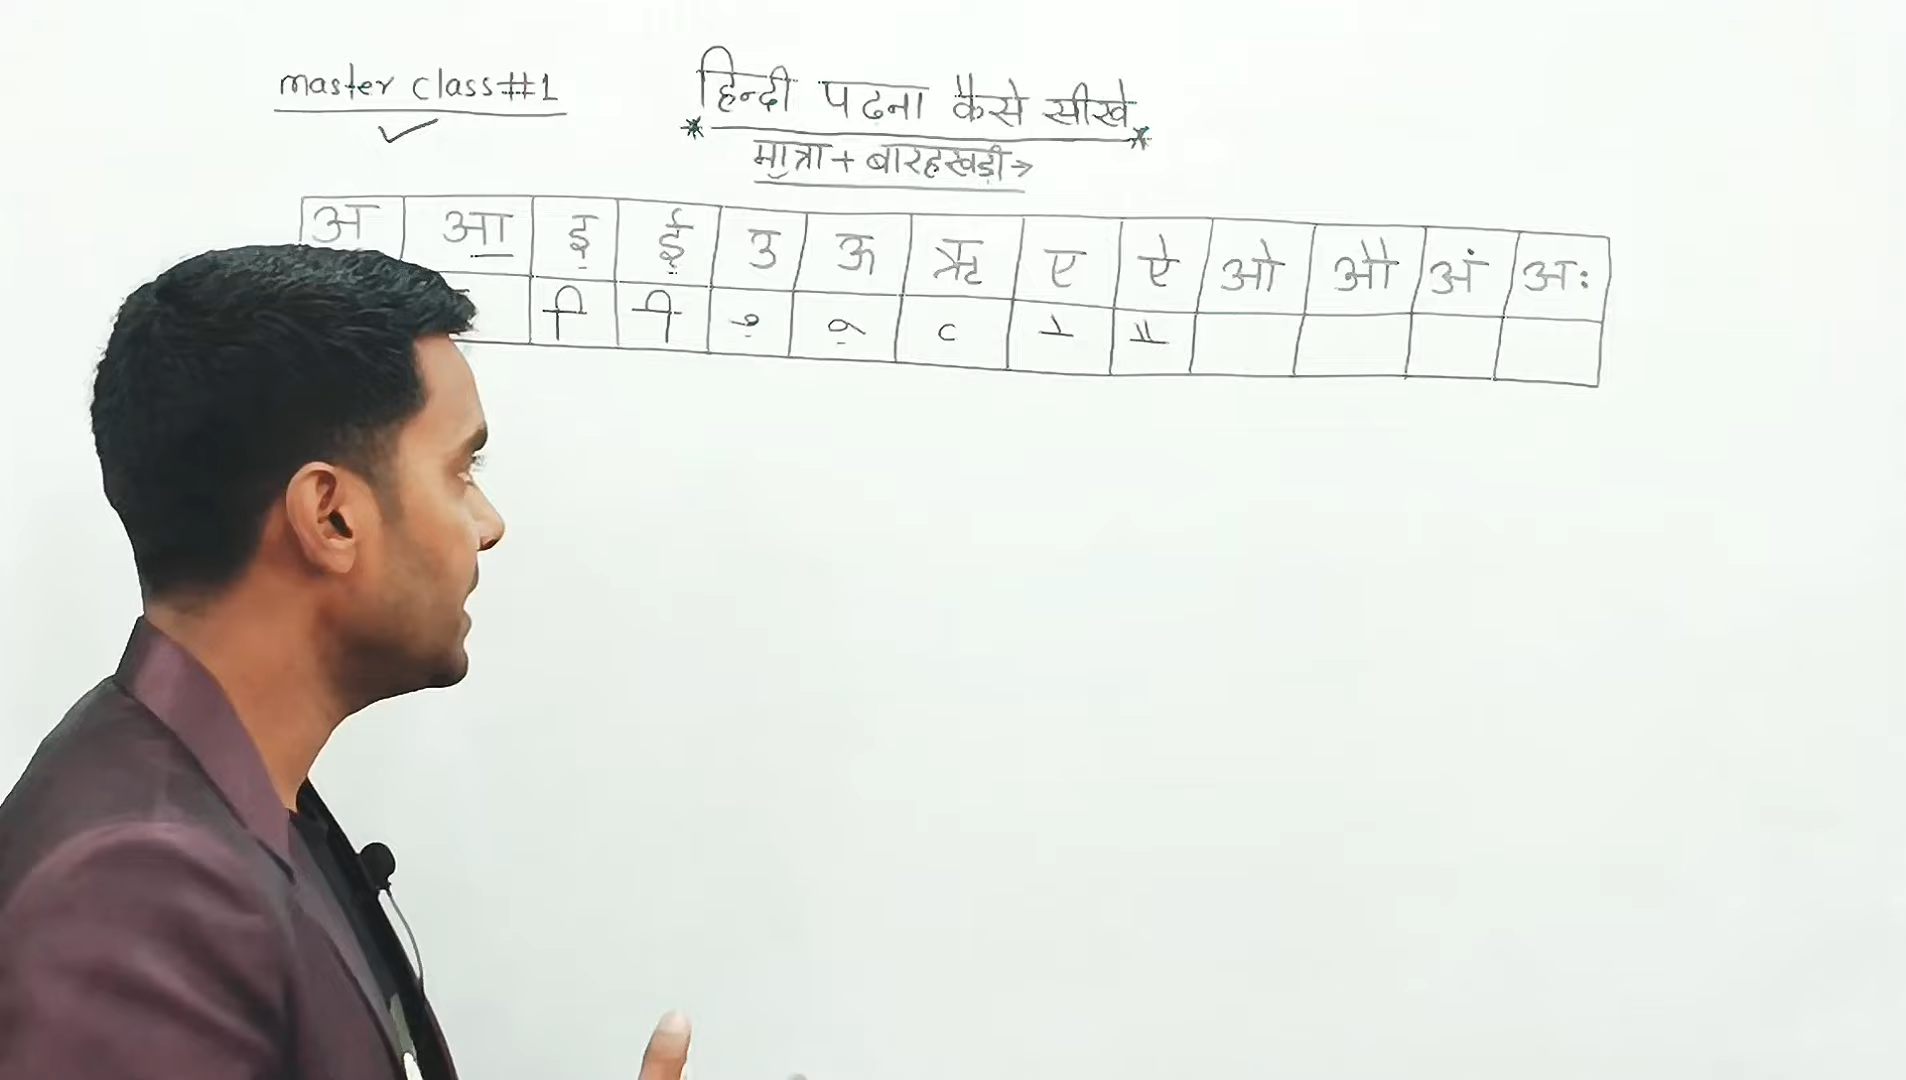 master class#1
हिन्दी पढना कैसे सीखे
मात्रा + बारहखड़ी →
अ आ इ ई उ ऊ ऋ ए ऐ ओ औ अं अः
ि ी ु ू ृ े ै